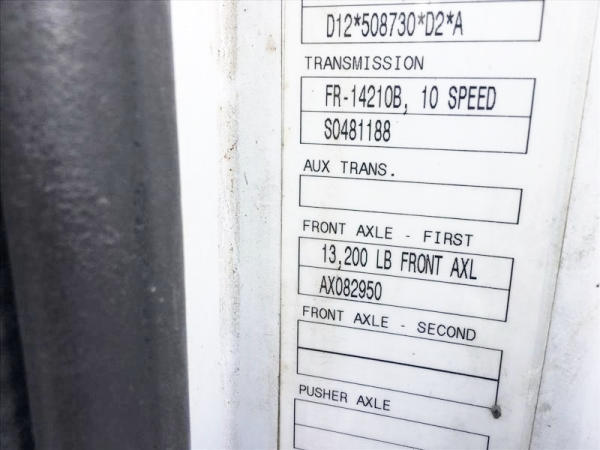 D12*508730*D2*A
TRANSMISSION
FR-14210B, 10 SPEED
S0481188
AUX TRANS.
FRONT AXLE - FIRST
13,200 LB FRONT AXL
AX082950
FRONT AXLE - SECOND
PUSHER AXLE